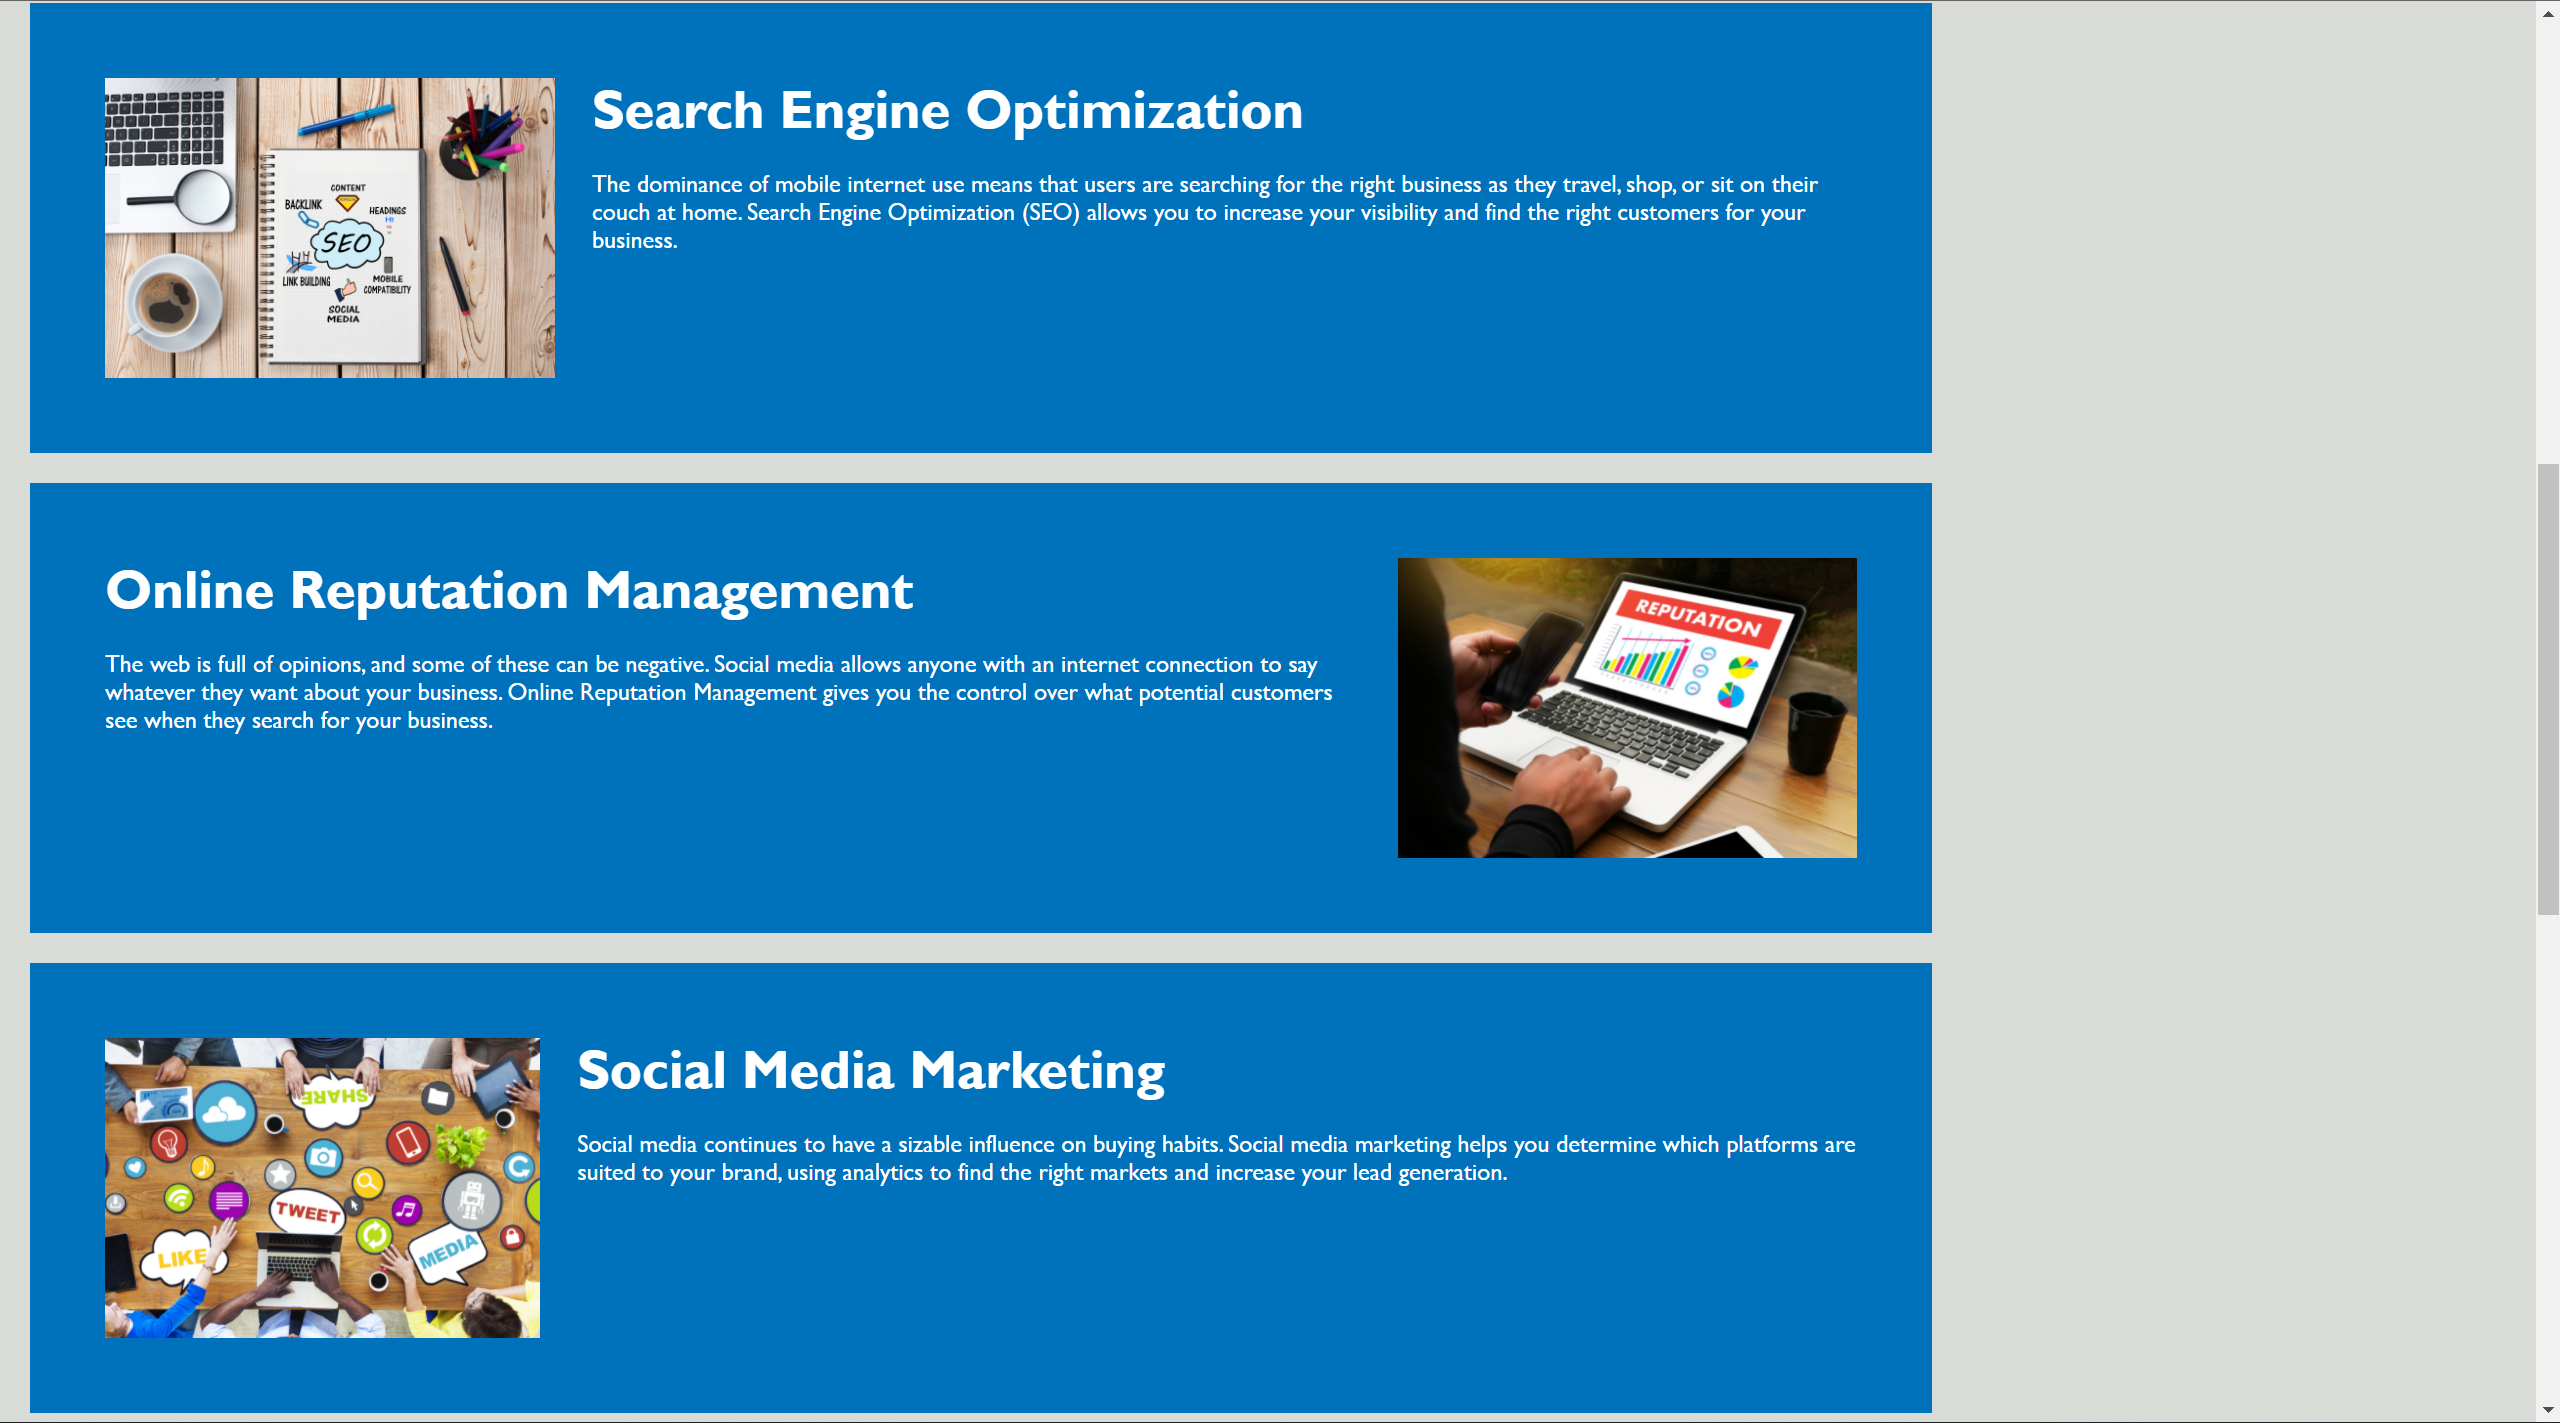 Search Engine Optimization
The dominance of mobile internet use means that users are searching for the right business as they travel, shop, or sit on their
couch at home. Search Engine Optimization (SEO) allows you to increase your visibility and find the right customers for your
business.
CONTENT
BACKLINK
HEADINGS
H1
SEO
LINK BUILDING
MOBILE
COMPATIBILITY
SOCIAL
MEDIA
Online Reputation Management
The web is full of opinions, and some of these can be negative. Social media allows anyone with an internet connection to say
whatever they want about your business. Online Reputation Management gives you the control over what potential customers
see when they search for your business.
REPUTATION
Social Media Marketing
Social media continues to have a sizable influence on buying habits. Social media marketing helps you determine which platforms are
suited to your brand, using analytics to find the right markets and increase your lead generation.
SHARE
TWEET
LIKE
MEDIA